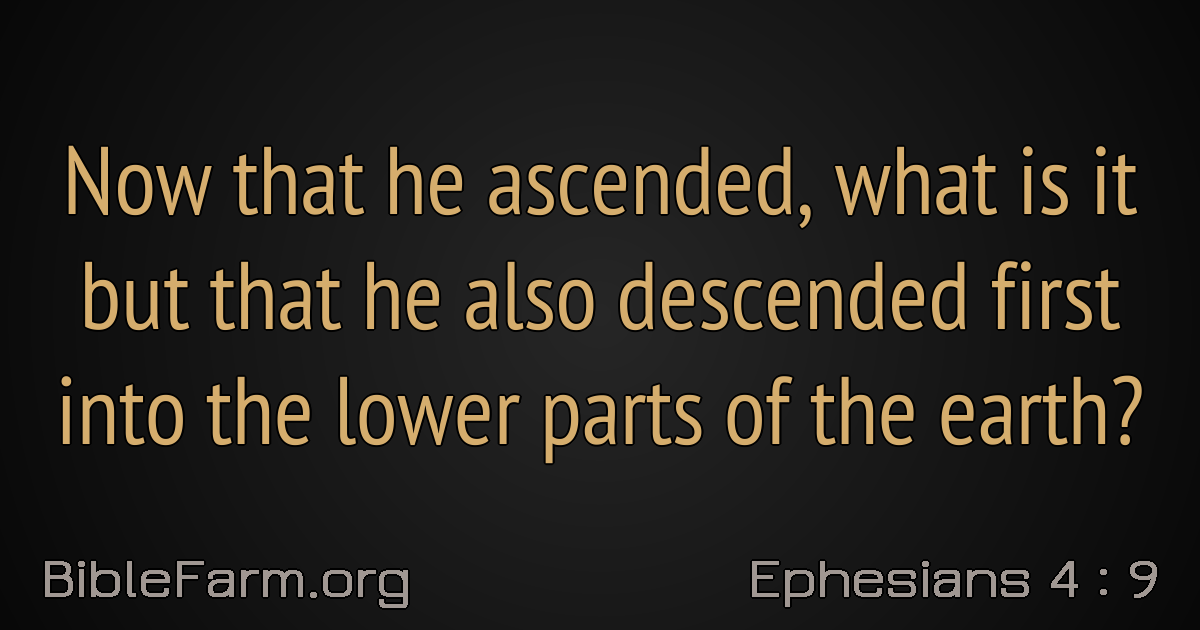 Now that he ascended, what is it
but that he also descended first
into the lower parts of the earth?
BibleFarm.org
Ephesians 4 : 9